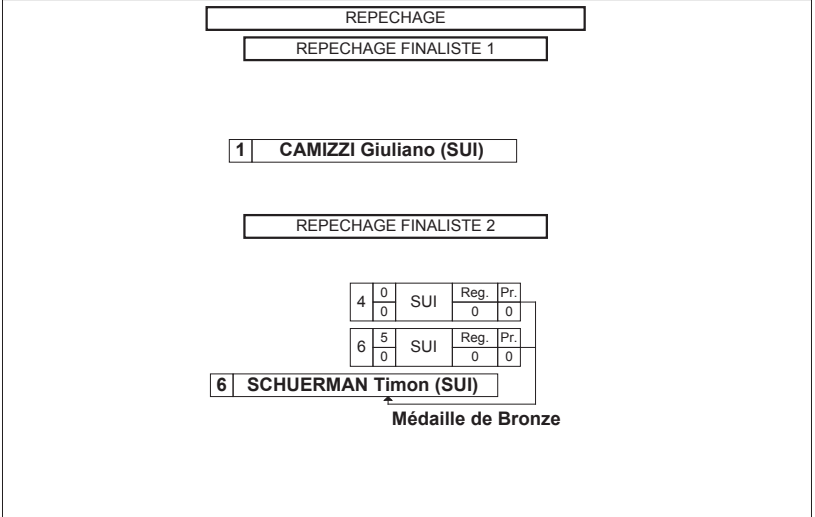 REPECHAGE
REPECHAGE FINALISTE 1
1 CAMIZZI Giuliano (SUI)
REPECHAGE FINALISTE 2
4 0 SUI Reg. Pr.
0 0 0
6 5 SUI Reg. Pr.
0 0 0
6 SCHUERMAN Timon (SUI)
Médaille de Bronze